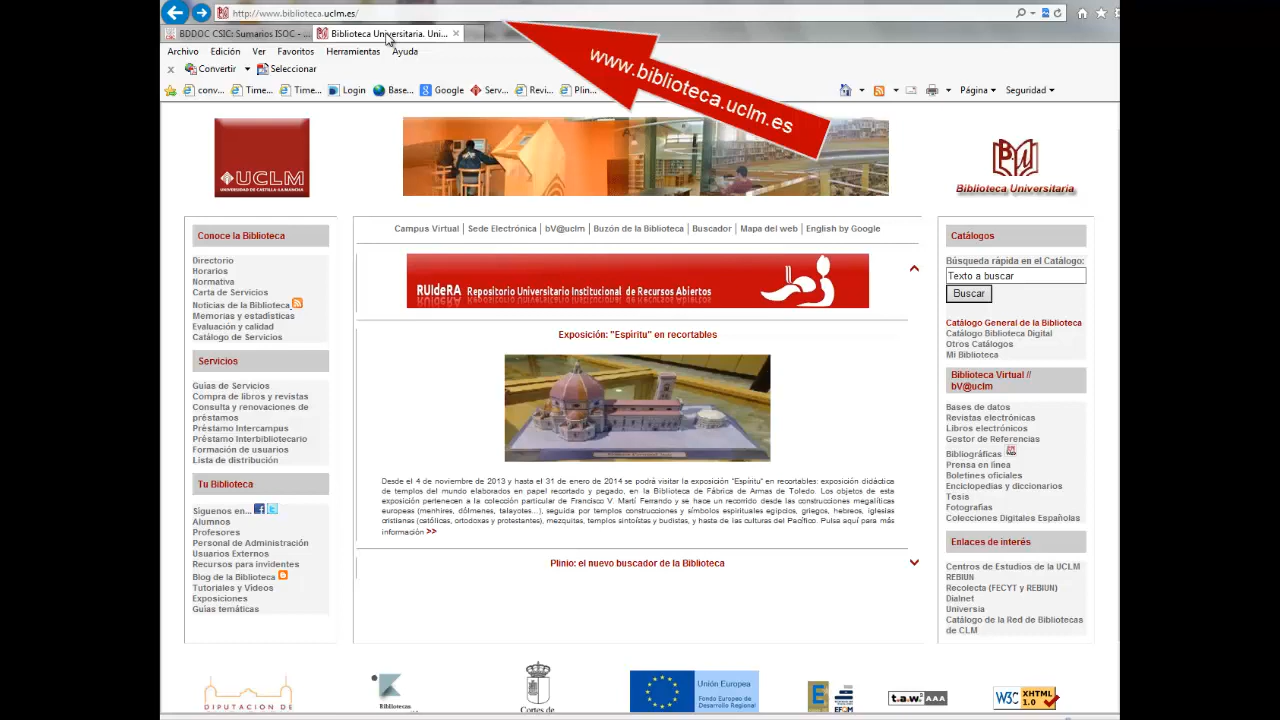 http://www.biblioteca.uclm.es/
BDDOC CSIC: Sumarios ISOC - ...
Biblioteca Universitaria. Uni...
Archivo Edición Ver Favoritos Herramientas Ayuda
x Convertir Seleccionar
conv... Time... Time... Login Base... Google Serv... Revi... Plin...
Página Seguridad
www.biblioteca.uclm.es
UCLM
UNIVERSIDAD DE CASTILLA-LA MANCHA
Biblioteca Universitaria
Conoce la Biblioteca
Directorio
Horarios
Normativa
Carta de Servicios
Noticias de la Biblioteca
Memorias y estadísticas
Evaluación y calidad
Catálogo de Servicios
Servicios
Guías de Servicios
Compra de libros y revistas
Consulta y renovaciones de
préstamos
Préstamo Intercampus
Préstamo Interbibliotecario
Formación de usuarios
Lista de distribución
Tu Biblioteca
Síguenos en...
Alumnos
Profesores
Personal de Administración
Usuarios Externos
Recursos para invidentes
Blog de la Biblioteca
Tutoriales y Vídeos
Exposiciones
Guías temáticas
Campus Virtual | Sede Electrónica | bV@uclm | Buzón de la Biblioteca | Buscador | Mapa del web | English by Google
RUIdeRA Repositorio Universitario Institucional de Recursos Abiertos
Exposición: "Espíritu" en recortables
Desde el 4 de noviembre de 2013 y hasta el 31 de enero de 2014 se podrá visitar la exposición "Espíritu" en recortables: exposición didáctica
de templos del mundo elaborados en papel recortado y pegado, en la Biblioteca de Fábrica de Armas de Toledo. Los objetos de esta
exposición pertenecen a la colección particular de Francisco V. Martí Ferrando y se hace un recorrido desde las construcciones megalíticas
europeas (menhires, dólmenes, talayotes...), seguida por templos construcciones y símbolos espirituales egipcios, griegos, hebreos, iglesias
cristianas (católicas, ortodoxas y protestantes), mezquitas, templos sintoístas y budistas, y hasta de las culturas del Pacífico. Pulsa aquí para más
información >>
Plinio: el nuevo buscador de la Biblioteca
Catálogos
Búsqueda rápida en el Catálogo:
Texto a buscar
Buscar
Catálogo General de la Biblioteca
Catálogo Biblioteca Digital
Otros Catálogos
Mi Biblioteca
Biblioteca Virtual //
bV@uclm
Bases de datos
Revistas electrónicas
Libros electrónicos
Gestor de Referencias
Bibliográficas
Prensa en línea
Boletines oficiales
Enciclopedias y diccionarios
Tesis
Fotografías
Colecciones Digitales Españolas
Enlaces de interés
Centros de Estudios de la UCLM
REBIUN
Recolecta (FECYT y REBIUN)
Dialnet
Universia
Catálogo de la Red de Bibliotecas
de CLM
DIPUTACION DE
Bibliotecas
Cortes de
Unión Europea
Fondo Europeo de
Desarrollo Regional
EFQM
t.a.w. AAA
W3C XHTML
1.0